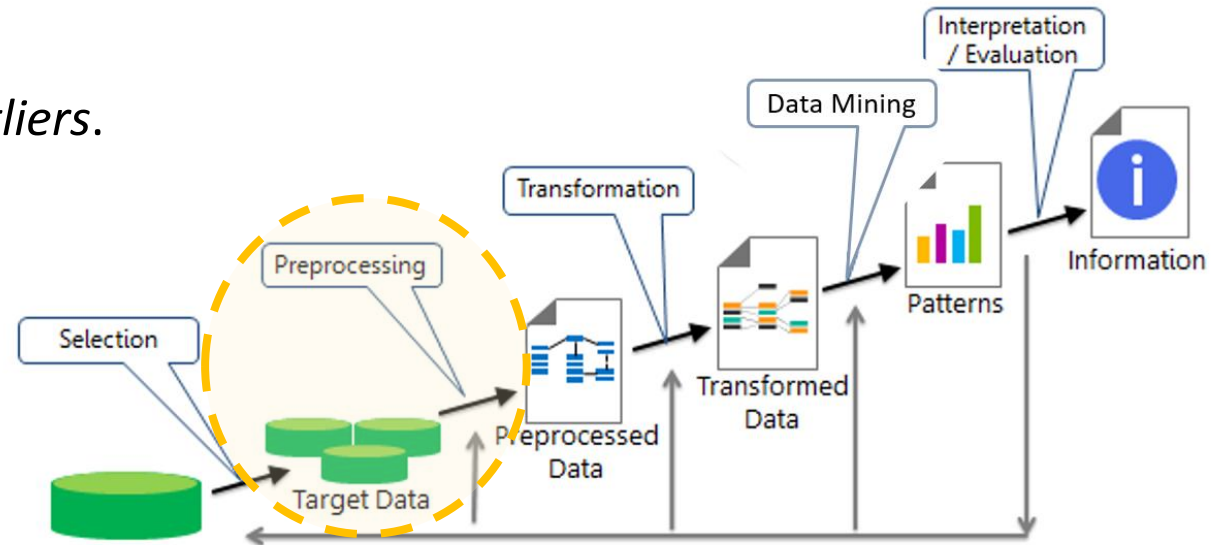 Interpretation
/ Evaluation
liers.
Data Mining
Transformation
Preprocessing
Information
Patterns
Selection
Transformed
Data
Preprocessed
Data
Target Data